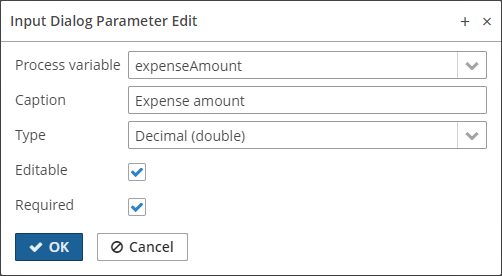 Input Dialog Parameter Edit
Process variable expenseAmount
Caption Expense amount
Type Decimal (double)
Editable
Required
OK Cancel